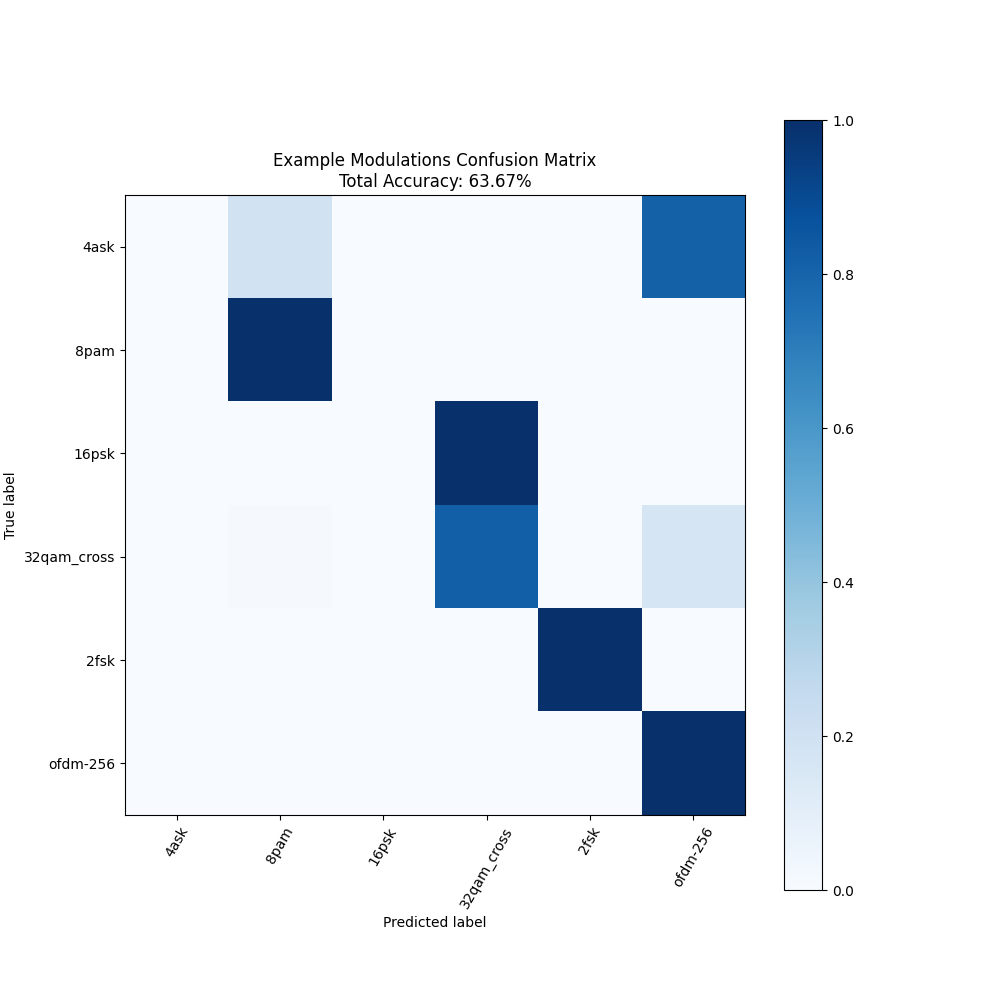 Example Modulations Confusion Matrix
Total Accuracy: 63.67%
True label
4ask
8pam
16psk
32qam_cross
2fsk
ofdm-256
4ask
8pam
16psk
32qam_cross
2fsk
ofdm-256
Predicted label
1.0
0.8
0.6
0.4
0.2
0.0